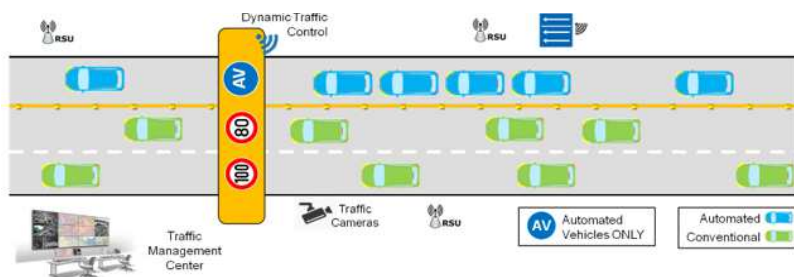 RSU
Dynamic Traffic
Control
RSU
AV
80
100
Traffic
Management
Center
Traffic
Cameras
RSU
AV
Automated
Vehicles ONLY
Automated
Conventional